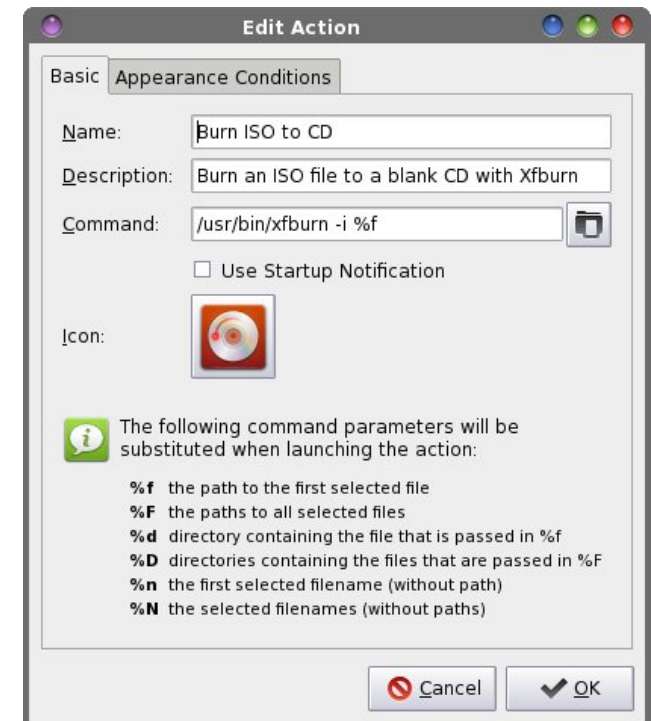 Edit Action
Basic Appearance Conditions
Name: Burn ISO to CD
Description: Burn an ISO file to a blank CD with Xfburn
Command: /usr/bin/xfburn -i %f
Use Startup Notification
Icon:
The following command parameters will be
substituted when launching the action:
%f the path to the first selected file
%F the paths to all selected files
%d directory containing the file that is passed in %f
%D directories containing the files that are passed in %F
%n the first selected filename (without path)
%N the selected filenames (without paths)
Cancel OK